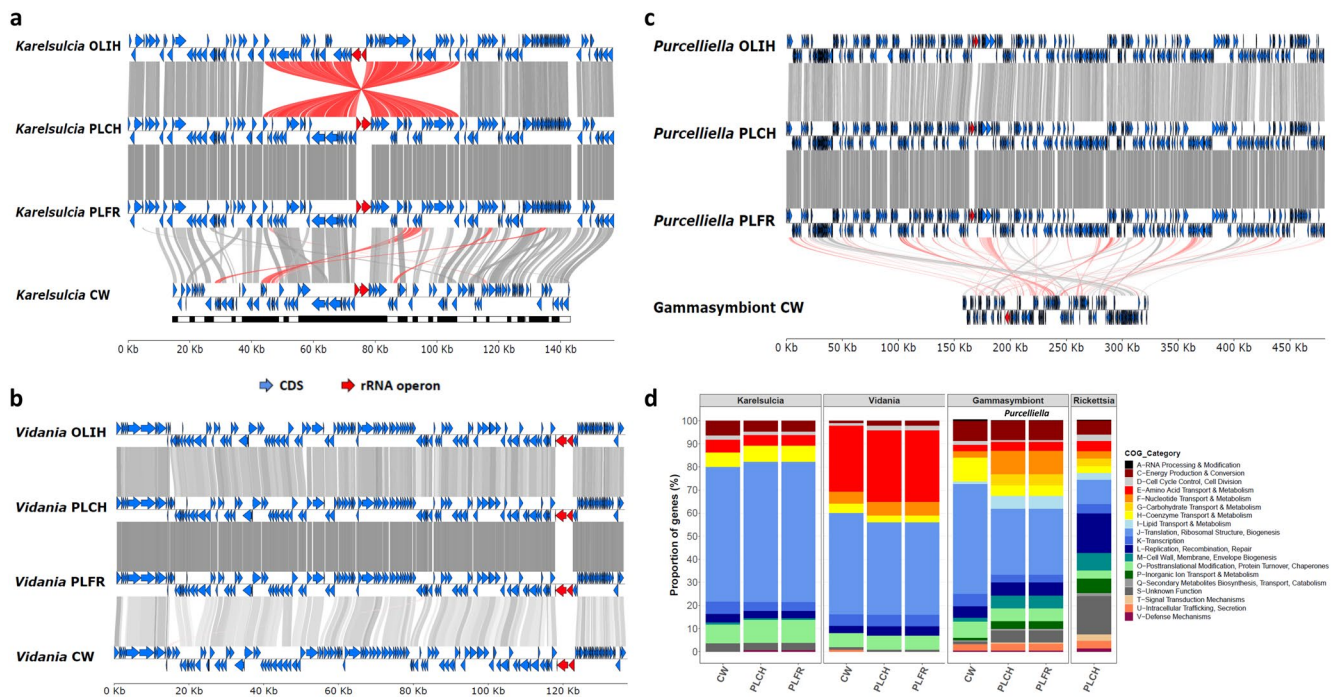 a
Karelsulcia OLIH
Karelsulcia PLCH
Karelsulcia PLFR
Karelsulcia CW
0 Kb 20 Kb 40 Kb 60 Kb 80 Kb 100 Kb 120 Kb 140 Kb
CDS rRNA operon
b
Vidania OLIH
Vidania PLCH
Vidania PLFR
Vidania CW
0 Kb 20 Kb 40 Kb 60 Kb 80 Kb 100 Kb 120 Kb
c
Purcelliella OLIH
Purcelliella PLCH
Purcelliella PLFR
Gammasymbiont CW
0 Kb 50 Kb 100 Kb 150 Kb 200 Kb 250 Kb 300 Kb 350 Kb 400 Kb 450 Kb
d
Karelsulcia Vidania Gammasymbiont Rickettsia
Purcelliella
Proportion of genes (%)
100
90
80
70
60
50
40
30
20
10
0
CW PLCH PLFR CW PLCH PLFR CW PLCH PLFR PLCH
COG_Category
A-RNA Processing & Modification
C-Energy Production & Conversion
D-Cell Cycle Control, Cell Division
E-Amino Acid Transport & Metabolism
F-Nucleotide Transport & Metabolism
G-Carbohydrate Transport & Metabolism
H-Coenzyme Transport & Metabolism
I-Lipid Transport & Metabolism
J-Translation, Ribosomal Structure, Biogenesis
K-Transcription
L-Replication, Recombination, Repair
M-Cell Wall, Membrane, Envelope Biogenesis
O-Posttranslational Modification, Protein Turnover, Chaperones
P-Inorganic Ion Transport & Metabolism
Q-Secondary Metabolites Biosynthesis, Transport, Catabolism
S-Unknown Function
T-Signal Transduction Mechanisms
U-Intracellular Trafficking, Secretion
V-Defense Mechanisms